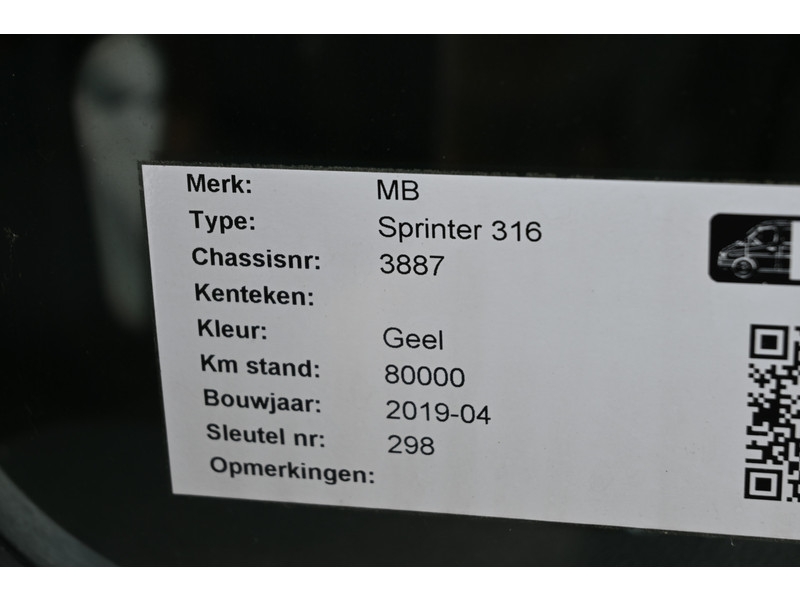 Merk: MB
Type: Sprinter 316
Chassisnr: 3887
Kenteken:
Kleur: Geel
Km stand: 80000
Bouwjaar: 2019-04
Sleutel nr: 298
Opmerkingen: